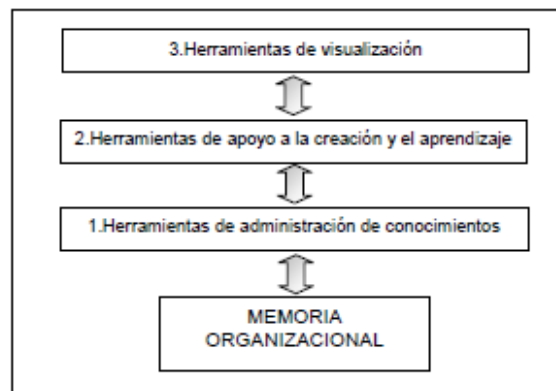 3.Herramientas de visualización
2.Herramientas de apoyo a la creación y el aprendizaje
1.Herramientas de administración de conocimientos
MEMORIA
ORGANIZACIONAL